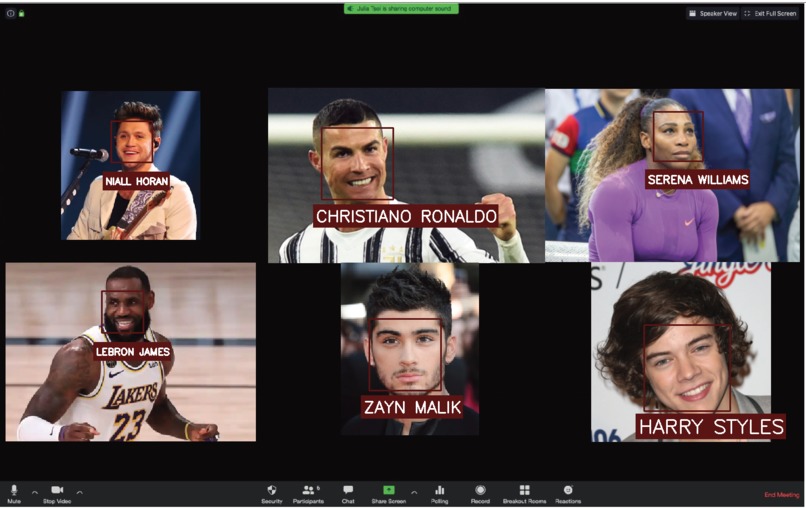 Julia Tool is sharing computer sound
Speaker View
Exit Full Screen
NIALL HORAN
CHRISTIANO RONALDO
SERENA WILLIAMS
LEBRON JAMES
LAKERS
23
ZAYN MALIK
HARRY STYLES
Mute
Stop Video
Security
Participants
Chat
Share Screen
Polling
Record
Breakout Rooms
Reactions
End Meeting